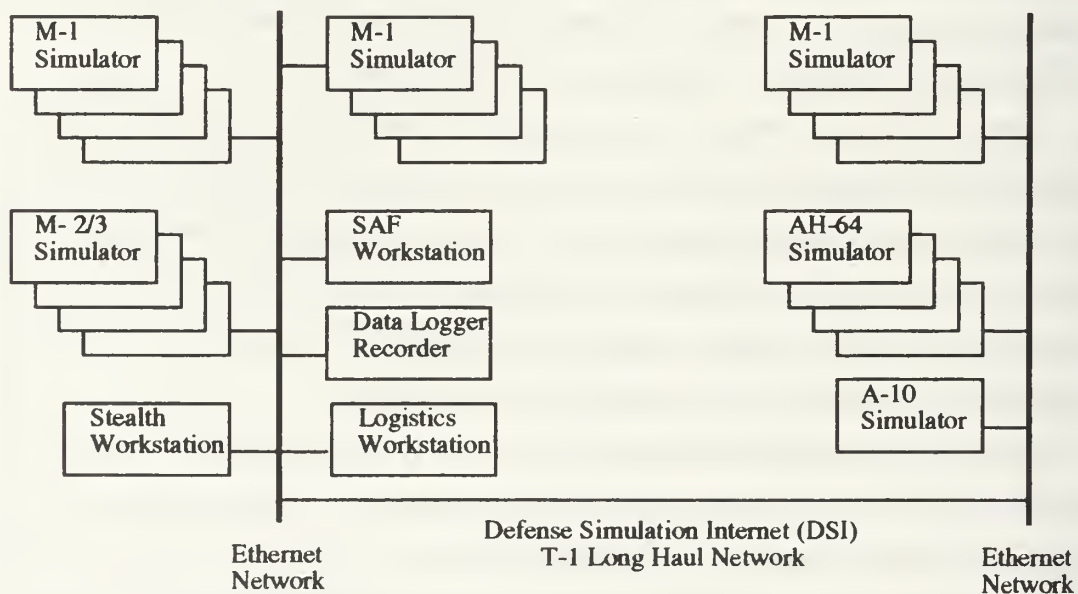 M-1
Simulator
M-1
Simulator
M-1
Simulator
M- 2/3
Simulator
SAF
Workstation
AH-64
Simulator
Data Logger
Recorder
A-10
Simulator
Stealth
Workstation
Logistics
Workstation
Defense Simulation Internet (DSI)
T-1 Long Haul Network
Ethernet
Network
Ethernet
Network